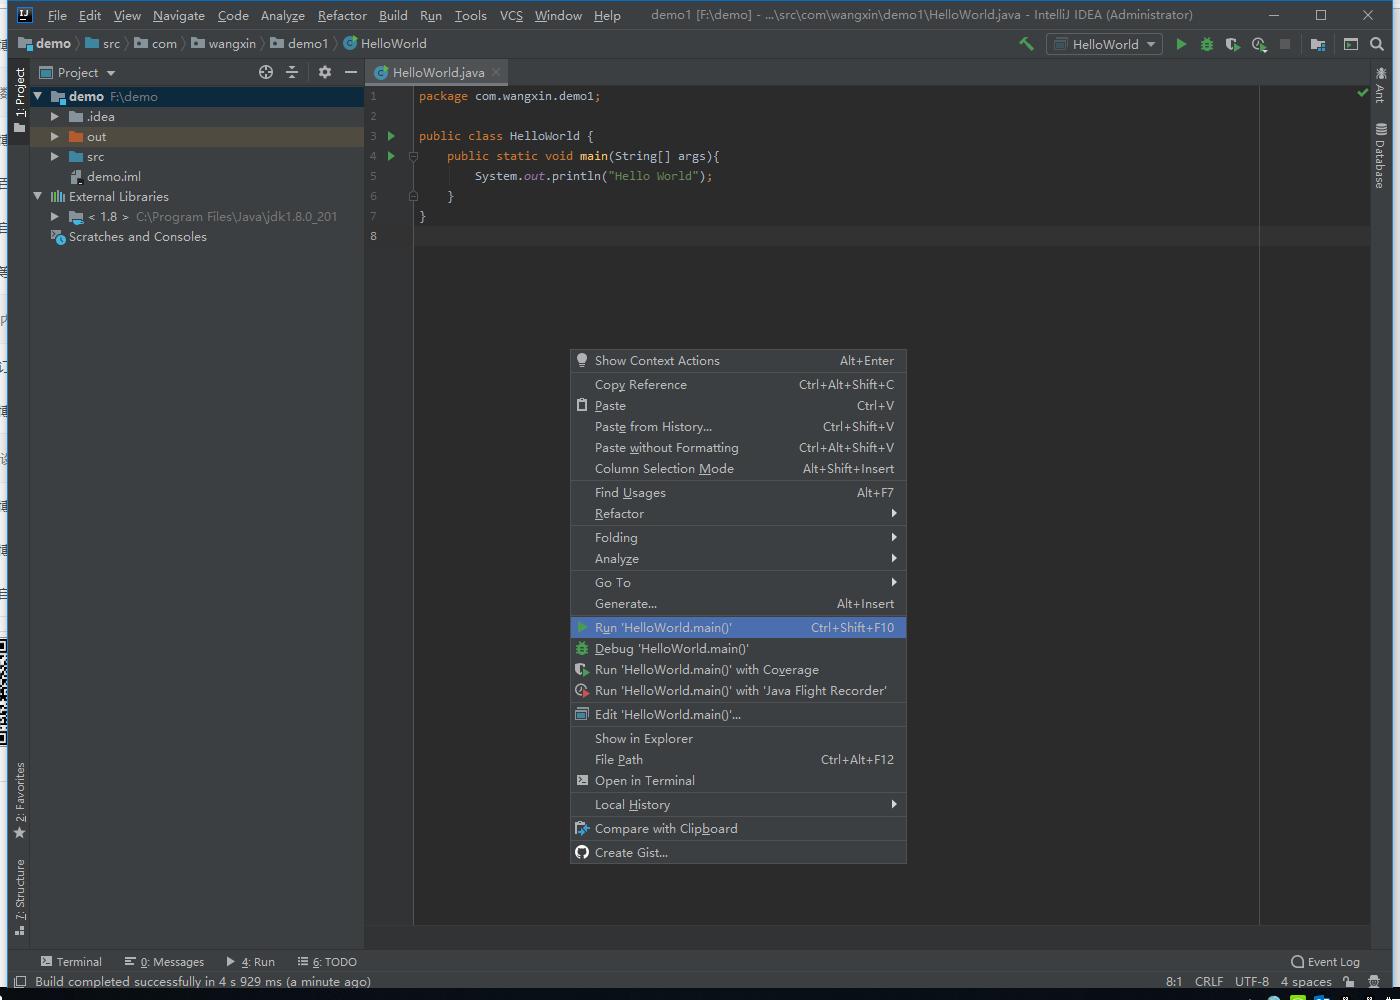 File Edit View Navigate Code Analyze Refactor Build Run Tools VCS Window Help demo1 [F:\demo] - ...\src\com\wangxin\demo1\HelloWorld.java - IntelliJ IDEA (Administrator)
demo src com wangxin demo1 HelloWorld HelloWorld
1: Project
Project
HelloWorld.java
demo F:\demo
.idea
out
src
demo.iml
External Libraries
< 1.8 > C:\Program Files\Java\jdk1.8.0_201
Scratches and Consoles
1 package com.wangxin.demo1;
2
3 public class HelloWorld {
4 public static void main(String[] args){
5 System.out.println("Hello World");
6 }
7 }
8
Ant
Database
Show Context Actions Alt+Enter
Copy Reference Ctrl+Alt+Shift+C
Paste Ctrl+V
Paste from History... Ctrl+Shift+V
Paste without Formatting Ctrl+Alt+Shift+V
Column Selection Mode Alt+Shift+Insert
Find Usages Alt+F7
Refactor
Folding
Analyze
Go To
Generate... Alt+Insert
Run 'HelloWorld.main()' Ctrl+Shift+F10
Debug 'HelloWorld.main()'
Run 'HelloWorld.main()' with Coverage
Run 'HelloWorld.main()' with 'Java Flight Recorder'
Edit 'HelloWorld.main()'...
Show in Explorer
File Path Ctrl+Alt+F12
Open in Terminal
Local History
Compare with Clipboard
Create Gist...
2: Favorites
7: Structure
Terminal 0: Messages 4: Run 6: TODO Event Log
Build completed successfully in 4 s 929 ms (a minute ago) 8:1 CRLF UTF-8 4 spaces